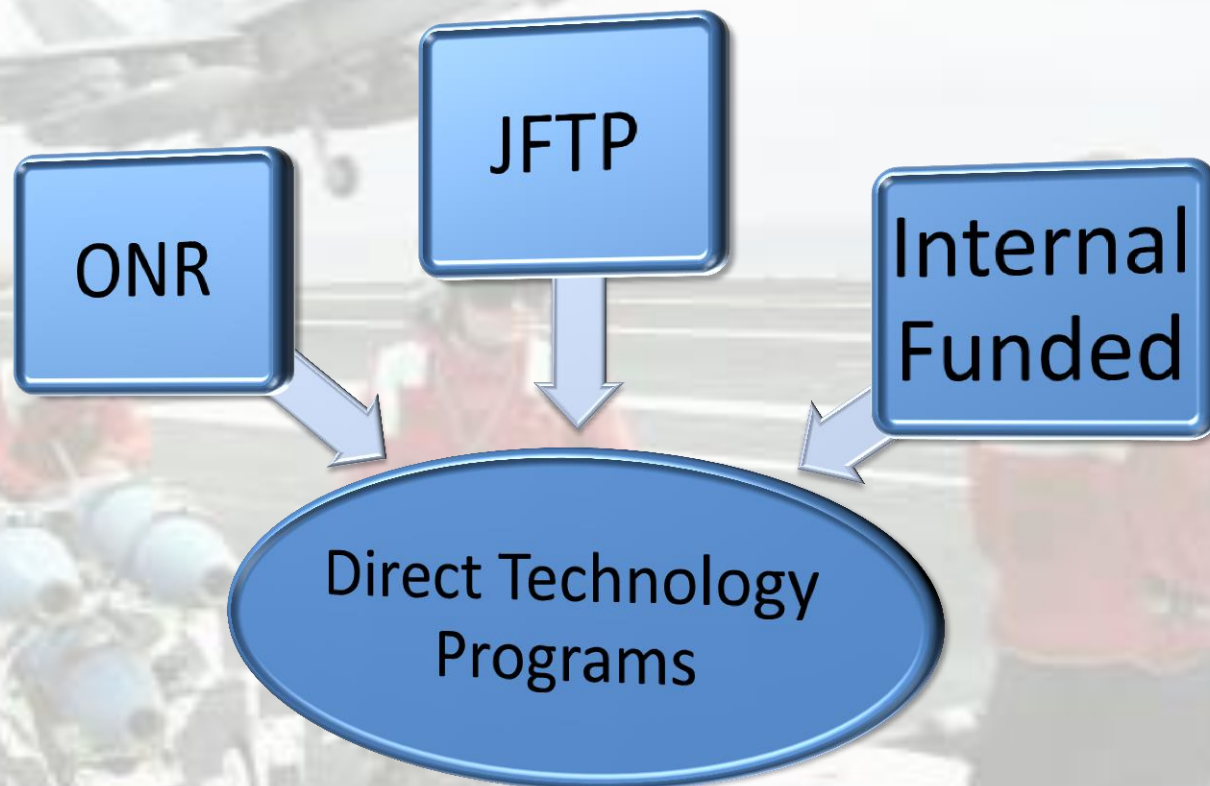 JFTP
ONR
Internal
Funded
Direct Technology
Programs